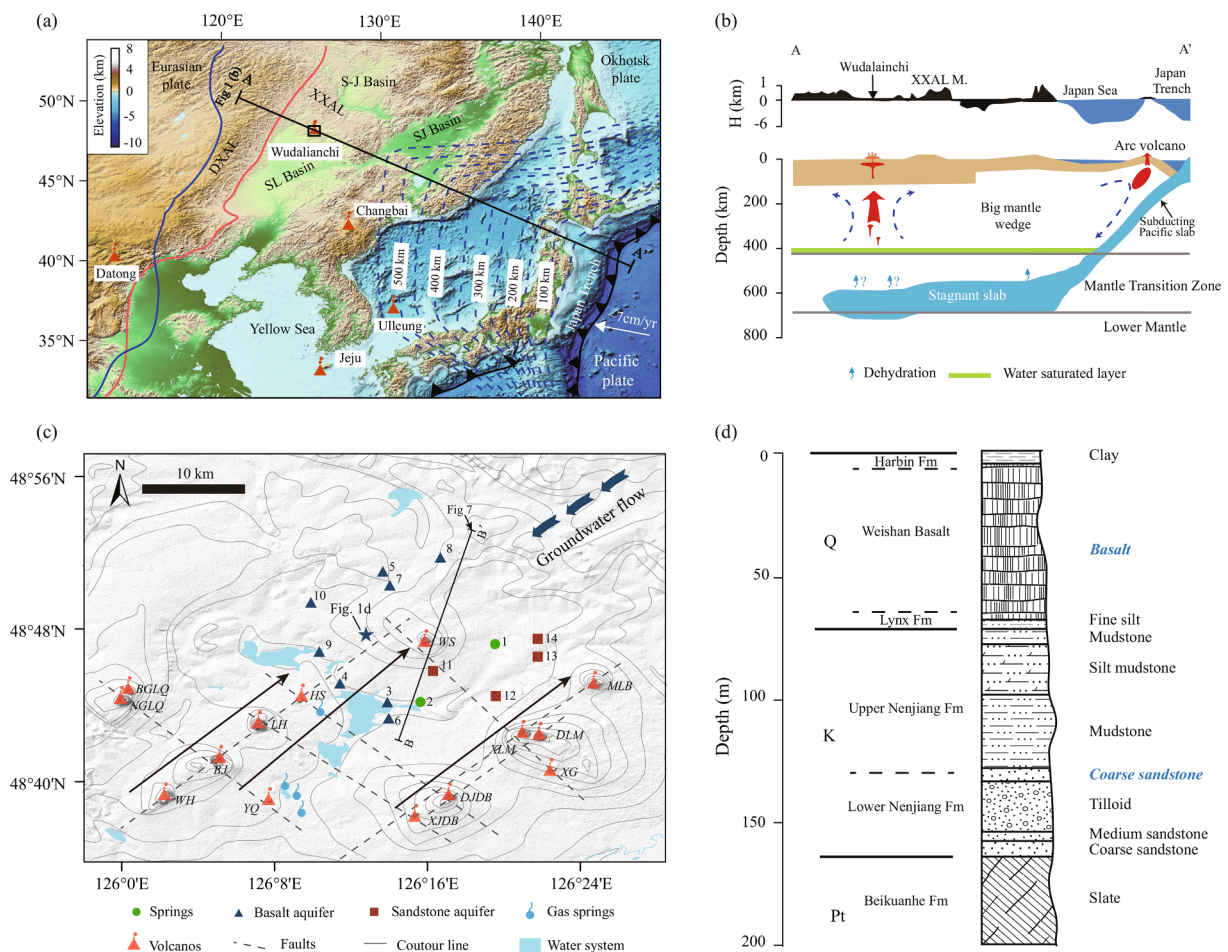 (a)
120°E
130°E
140°E
50°N
45°N
40°N
35°N
Elevation (km)
8
4
0
-4
-10
Eurasian
plate
Okhotsk
plate
Fig 1 (b)
A
S-J Basin
XXAL
DXAL
Wudalianchi
SJ Basin
SL Basin
Changbai
Datong
500 km
400 km
300 km
200 km
100 km
A'
Japan Trench
~7cm/yr
Yellow Sea
Ulleung
Jeju
Pacific
plate
(b)
A
A'
H (km)
1
0
-6
Wudalainchi
XXAL M.
Japan Sea
Japan
Trench
Depth (km)
0
200
400
600
800
Arc volcano
Big mantle
wedge
Subducting
Pacific slab
?
?
Stagnant slab
Mantle Transition Zone
Lower Mantle
Dehydration
Water saturated layer
(c)
48°56'N
48°48'N
48°40'N
N
10 km
Fig 7
B'
Groundwater flow
8
5
7
10
Fig. 1d
WS
1
14
13
9
11
BGLQ
NGLQ
4
HS
3
2
12
MLB
6
LH
B
XLM
DLM
BJ
XG
WH
YQ
DJDB
XJDB
126°0'E
126°8'E
126°16'E
126°24'E
Springs
Basalt aquifer
Sandstone aquifer
Gas springs
Volcanos
Faults
Coutour line
Water system
(d)
Depth (m)
0
50
100
150
200
Harbin Fm
Q
Weishan Basalt
Lynx Fm
K
Upper Nenjiang Fm
Lower Nenjiang Fm
Pt
Beikuanhe Fm
Clay
Basalt
Fine silt
Mudstone
Silt mudstone
Mudstone
Coarse sandstone
Tilloid
Medium sandstone
Coarse sandstone
Slate